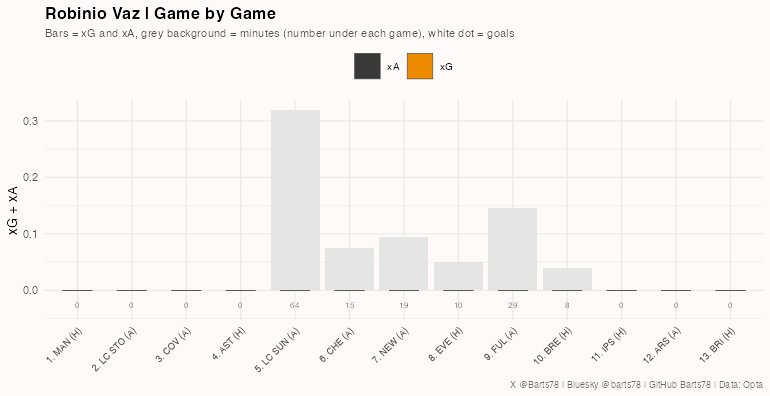 Robinio Vaz | Game by Game
Bars = xG and xA, grey background = minutes (number under each game), white dot = goals
xA xG
xG + xA
0.3
0.2
0.1
0.0
0 0 0 0 64 15 19 10 29 8 0 0 0
1. MAN (H) 2. LC STO (A) 3. COV (A) 4. AST (H) 5. LC SUN (A) 6. CHE (A) 7. NEW (A) 8. EVE (H) 9. FUL (A) 10. BRE (H) 11. IPS (H) 12. ARS (A) 13. BRI (H)
X @Barts78 | Bluesky @barts78 | GitHub Barts78 | Data: Opta